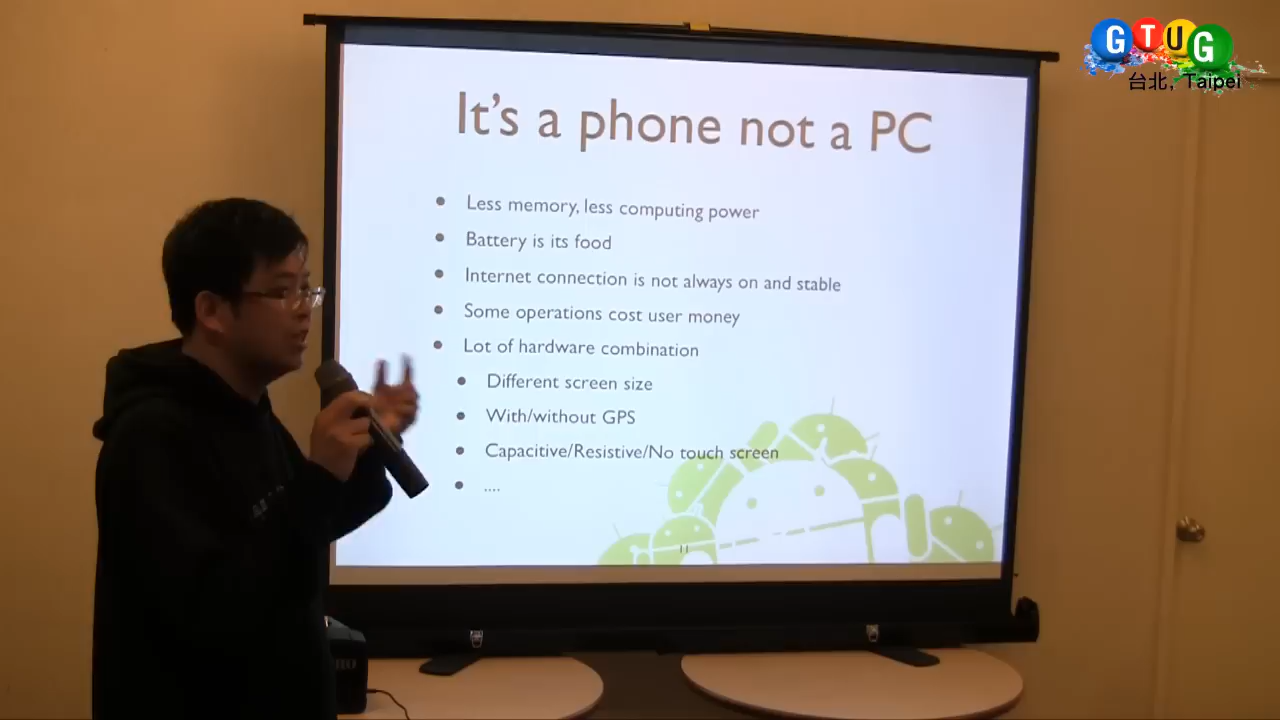 GTUG
台北, Taipei
It's a phone not a PC
Less memory, less computing power
Battery is its food
Internet connection is not always on and stable
Some operations cost user money
Lot of hardware combination
Different screen size
With/without GPS
Capacitive/Resistive/No touch screen
....
11